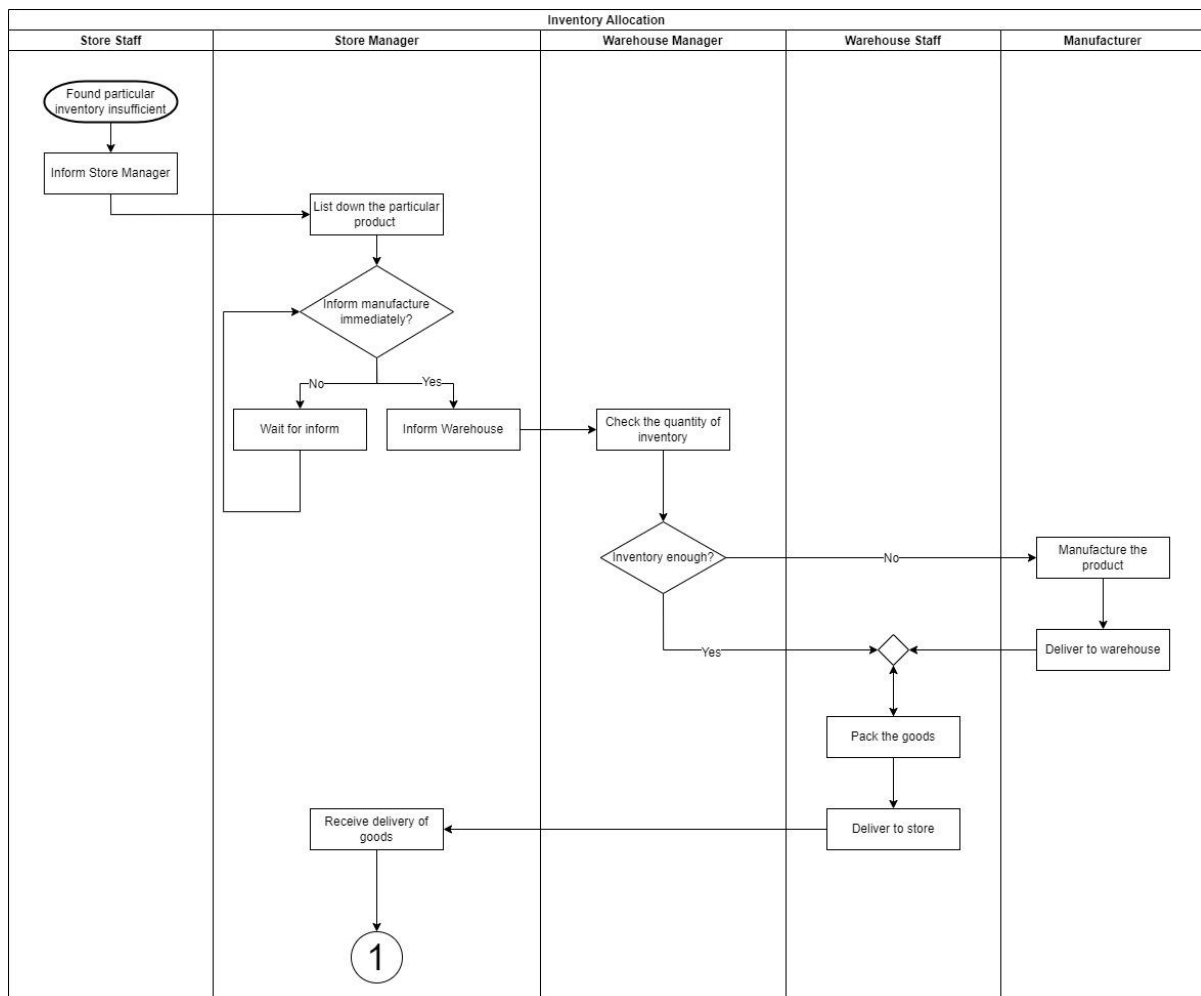 Inventory Allocation
Store Staff
Store Manager
Warehouse Manager
Warehouse Staff
Manufacturer
Found particular
inventory insufficient
Inform Store Manager
List down the particular
product
Inform manufacture
immediately?
No
Yes
Wait for inform
Inform Warehouse
Check the quantity of
inventory
Inventory enough?
No
Manufacture the
product
Yes
Deliver to warehouse
Pack the goods
Receive delivery of
goods
Deliver to store
1